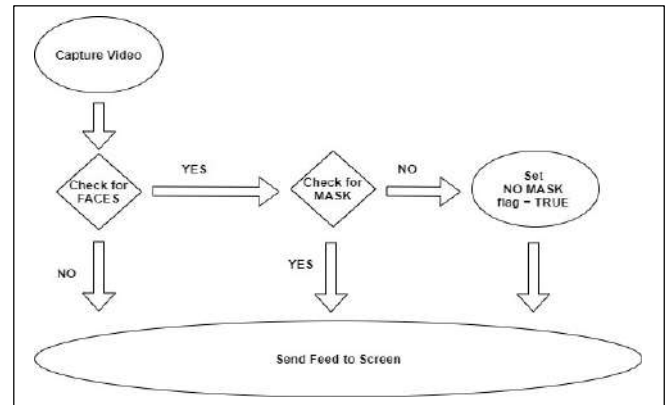 Capture Video
Check for
FACES
YES
Check for
MASK
NO
Set
NO MASK
flag = TRUE
NO
YES
Send Feed to Screen